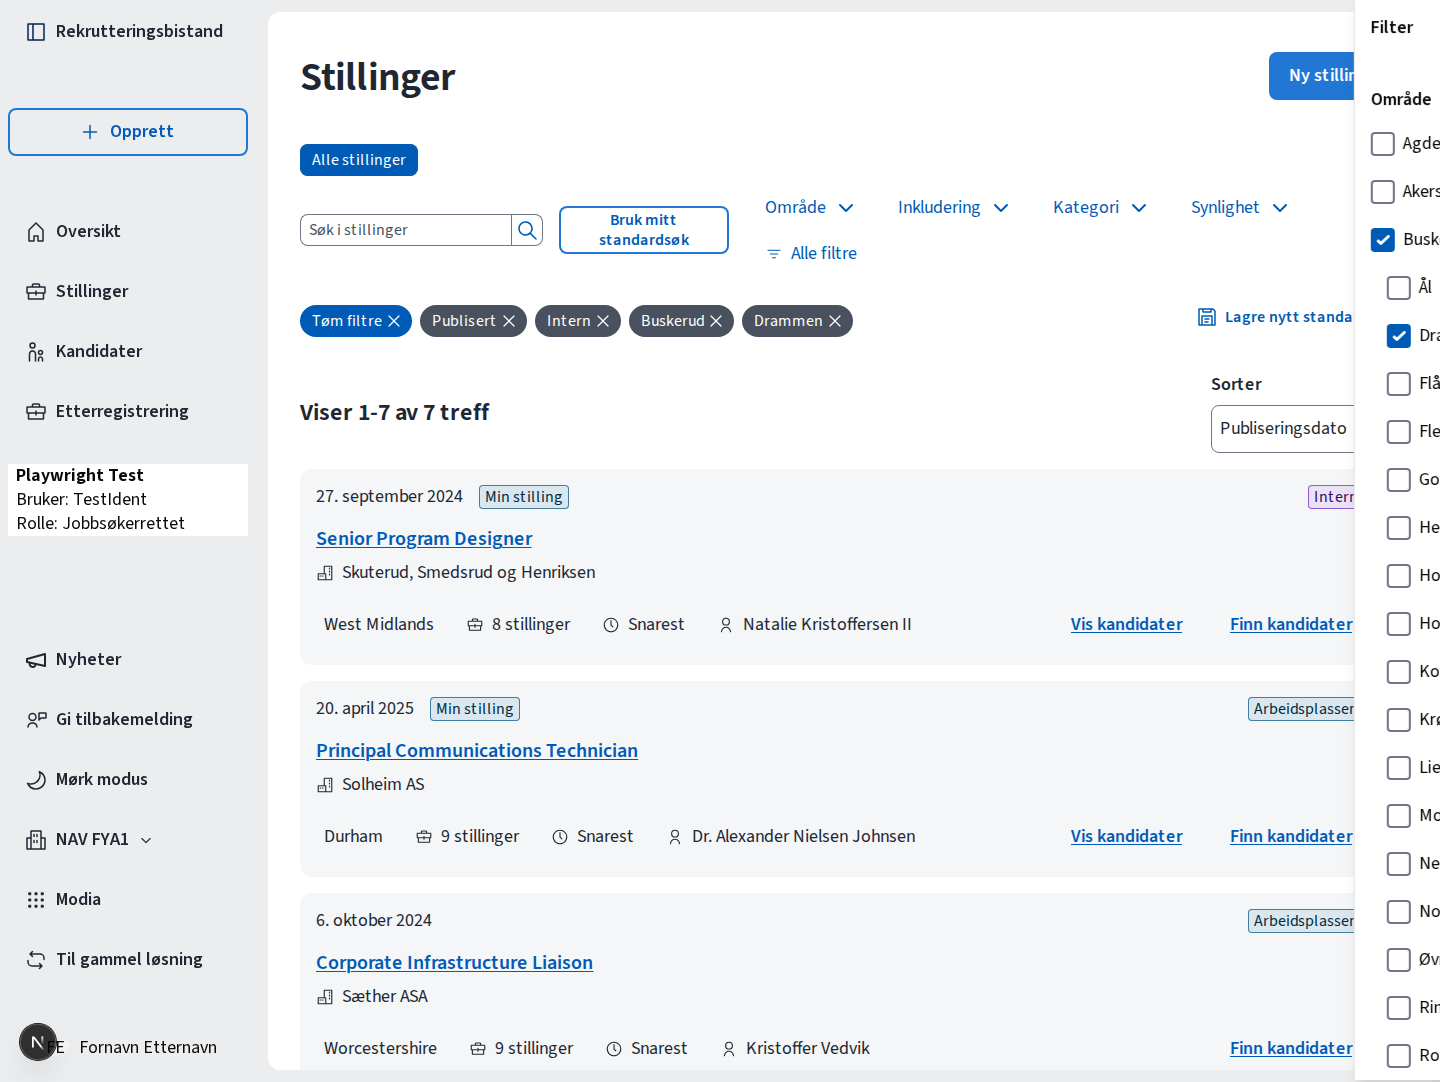 Rekrutteringsbistand
Opprett
Oversikt
Stillinger
Kandidater
Etterregistrering
Playwright Test
Bruker: TestIdent
Rolle: Jobbsøkerrettet
Nyheter
Gi tilbakemelding
Mørk modus
NAV FYA1
Modia
Til gammel løsning
N
FE Fornavn Etternavn
Stillinger
Ny stillin
Alle stillinger
Søk i stillinger
Bruk mitt
standardsøk
Område
Inkludering
Kategori
Synlighet
Alle filtre
Tøm filtre
Publisert
Intern
Buskerud
Drammen
Lagre nytt standa
Viser 1-7 av 7 treff
Sorter
Publiseringsdato
27. september 2024 Min stilling Intern
Senior Program Designer
Skuterud, Smedsrud og Henriksen
West Midlands 8 stillinger Snarest Natalie Kristoffersen II Vis kandidater Finn kandidater
20. april 2025 Min stilling Arbeidsplassen
Principal Communications Technician
Solheim AS
Durham 9 stillinger Snarest Dr. Alexander Nielsen Johnsen Vis kandidater Finn kandidater
6. oktober 2024 Arbeidsplassen
Corporate Infrastructure Liaison
Sæther ASA
Worcestershire 9 stillinger Snarest Kristoffer Vedvik Finn kandidater
Filter
Område
Agde
Akers
Busk
Ål
Dra
Flå
Fle
Go
He
Ho
Ho
Ko
Krø
Lie
Mo
Ne
No
Øv
Rin
Ro